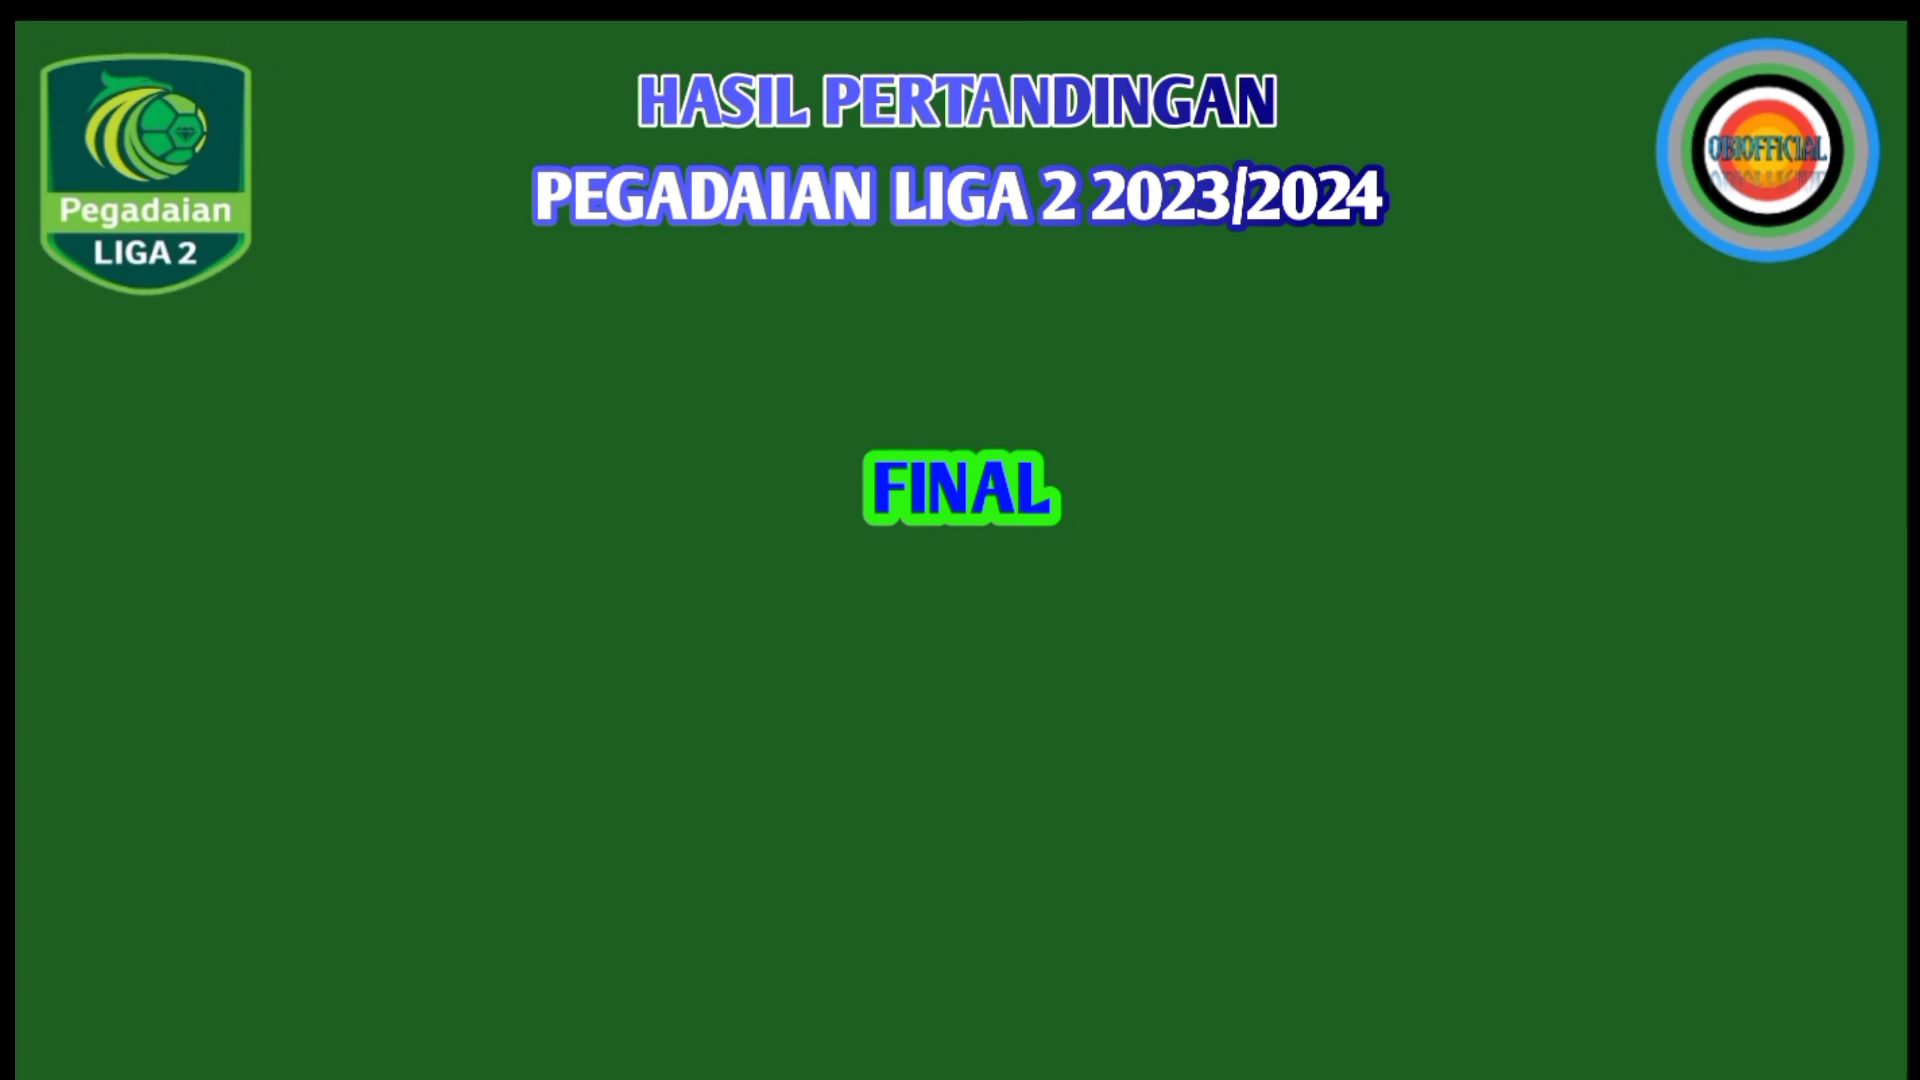 HASIL PERTANDINGAN
PEGADAIAN LIGA 2 2023/2024
Pegadaian
LIGA 2
OBIOFFICIAL
FINAL